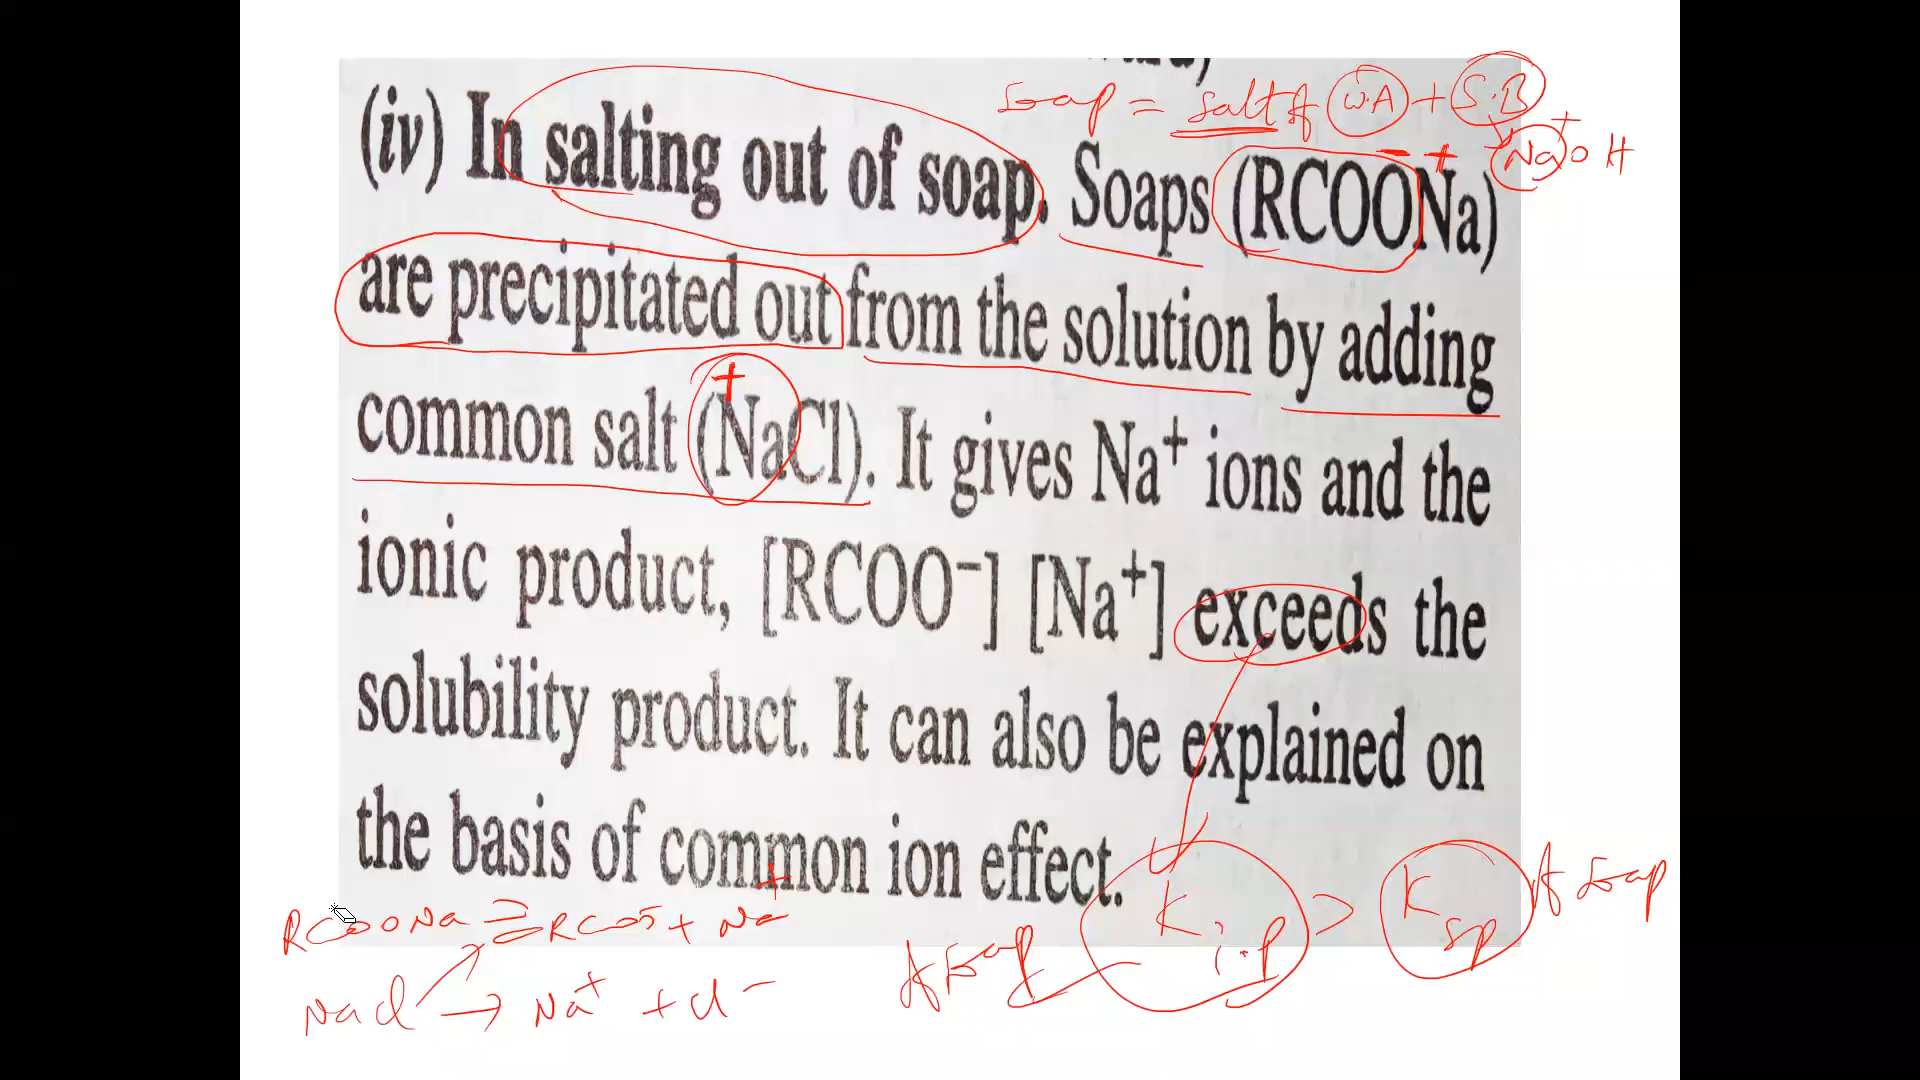 soap = salt of W.A + S.B
+
NaOH
- +
(iv) In salting out of soap. Soaps (RCOONa)
are precipitated out from the solution by adding
+
common salt (NaCl). It gives Na⁺ ions and the
ionic product, [RCOO⁻] [Na⁺] exceeds the
solubility product. It can also be explained on
the basis of common ion effect.
RCOONa ⇌ RCOO⁻ + Na⁺
of soap Ki.p > Ksp of soap
NaCl → Na⁺ + Cl⁻